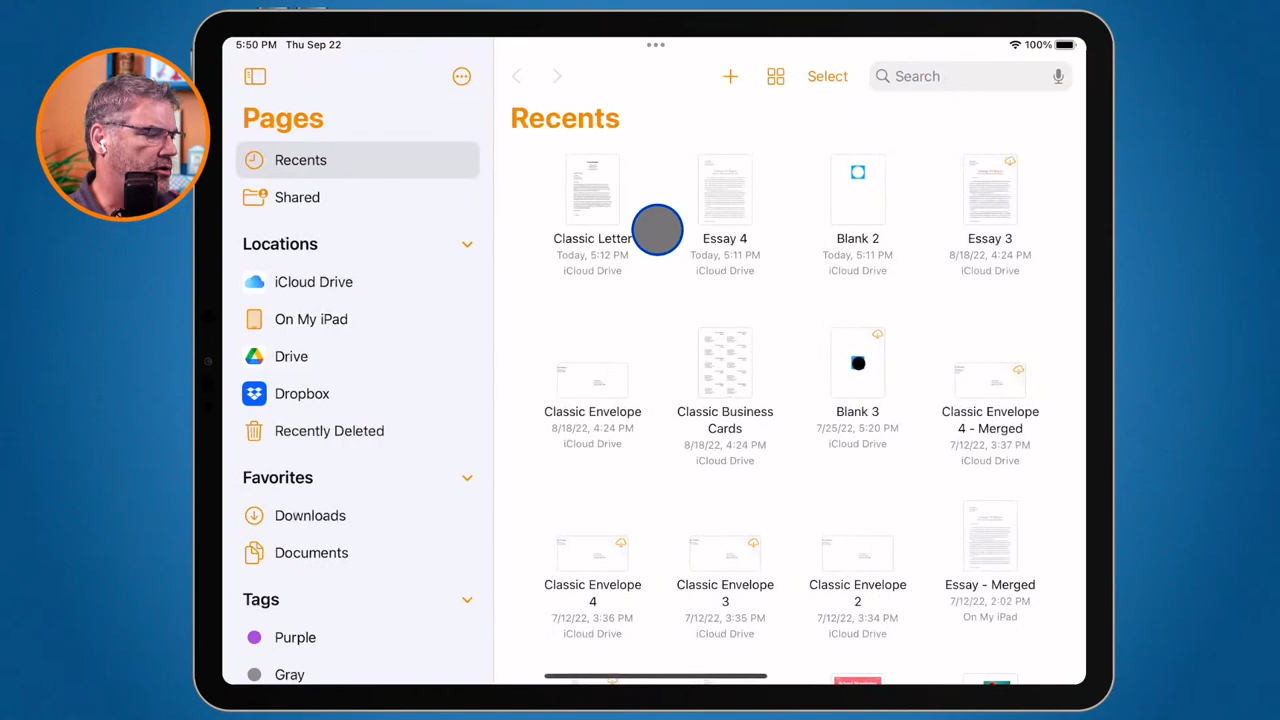 5:50 PM Thu Sep 22
100%
Pages
Recents
Shared
Locations
iCloud Drive
On My iPad
Drive
Dropbox
Recently Deleted
Favorites
Downloads
Documents
Tags
Purple
Gray
Select
Search
Recents
Classic Letter
Today, 5:12 PM
iCloud Drive
Essay 4
Today, 5:11 PM
iCloud Drive
Blank 2
Today, 5:11 PM
iCloud Drive
Essay 3
8/18/22, 4:24 PM
iCloud Drive
Classic Envelope
8/18/22, 4:24 PM
iCloud Drive
Classic Business
Cards
8/18/22, 4:24 PM
iCloud Drive
Blank 3
7/25/22, 5:20 PM
iCloud Drive
Classic Envelope
4 - Merged
7/12/22, 3:37 PM
iCloud Drive
Classic Envelope
4
7/12/22, 3:36 PM
iCloud Drive
Classic Envelope
3
7/12/22, 3:35 PM
iCloud Drive
Classic Envelope
2
7/12/22, 3:34 PM
iCloud Drive
Essay - Merged
7/12/22, 2:02 PM
On My iPad